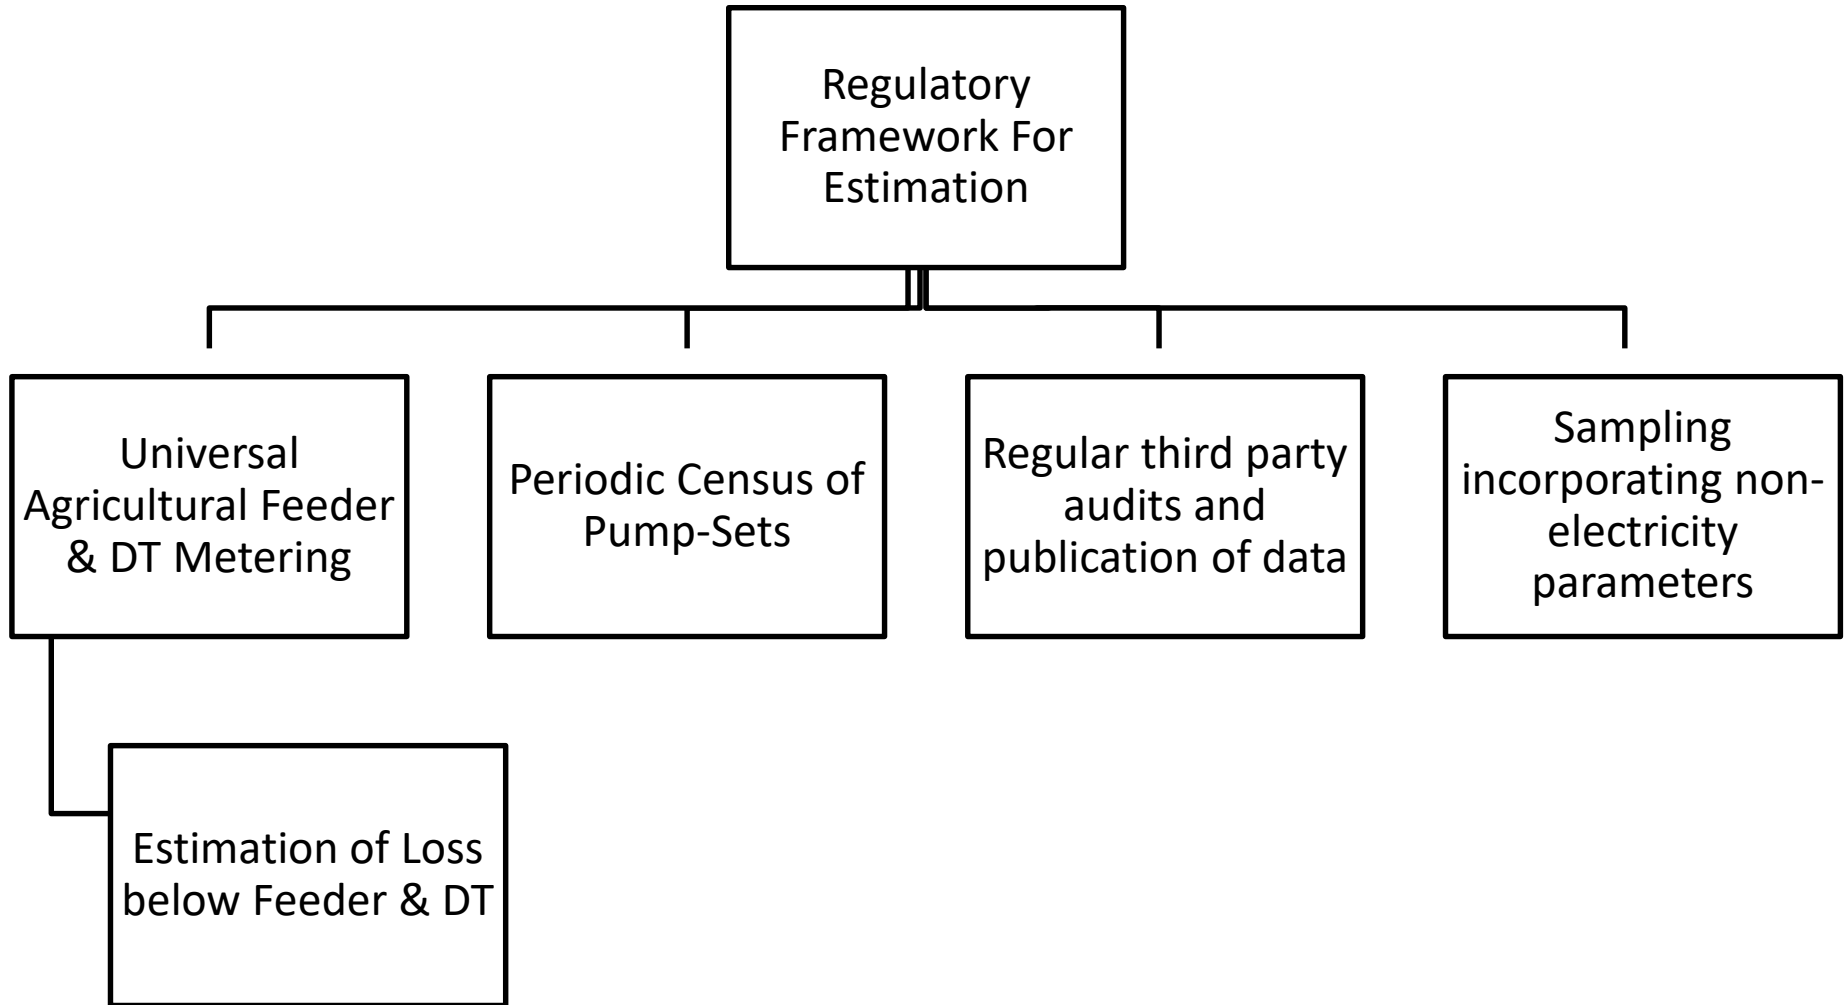 Regulatory
Framework For
Estimation
Universal
Agricultural Feeder
& DT Metering
Periodic Census of
Pump-Sets
Regular third party
audits and
publication of data
Sampling
incorporating non-
electricity
parameters
Estimation of Loss
below Feeder & DT